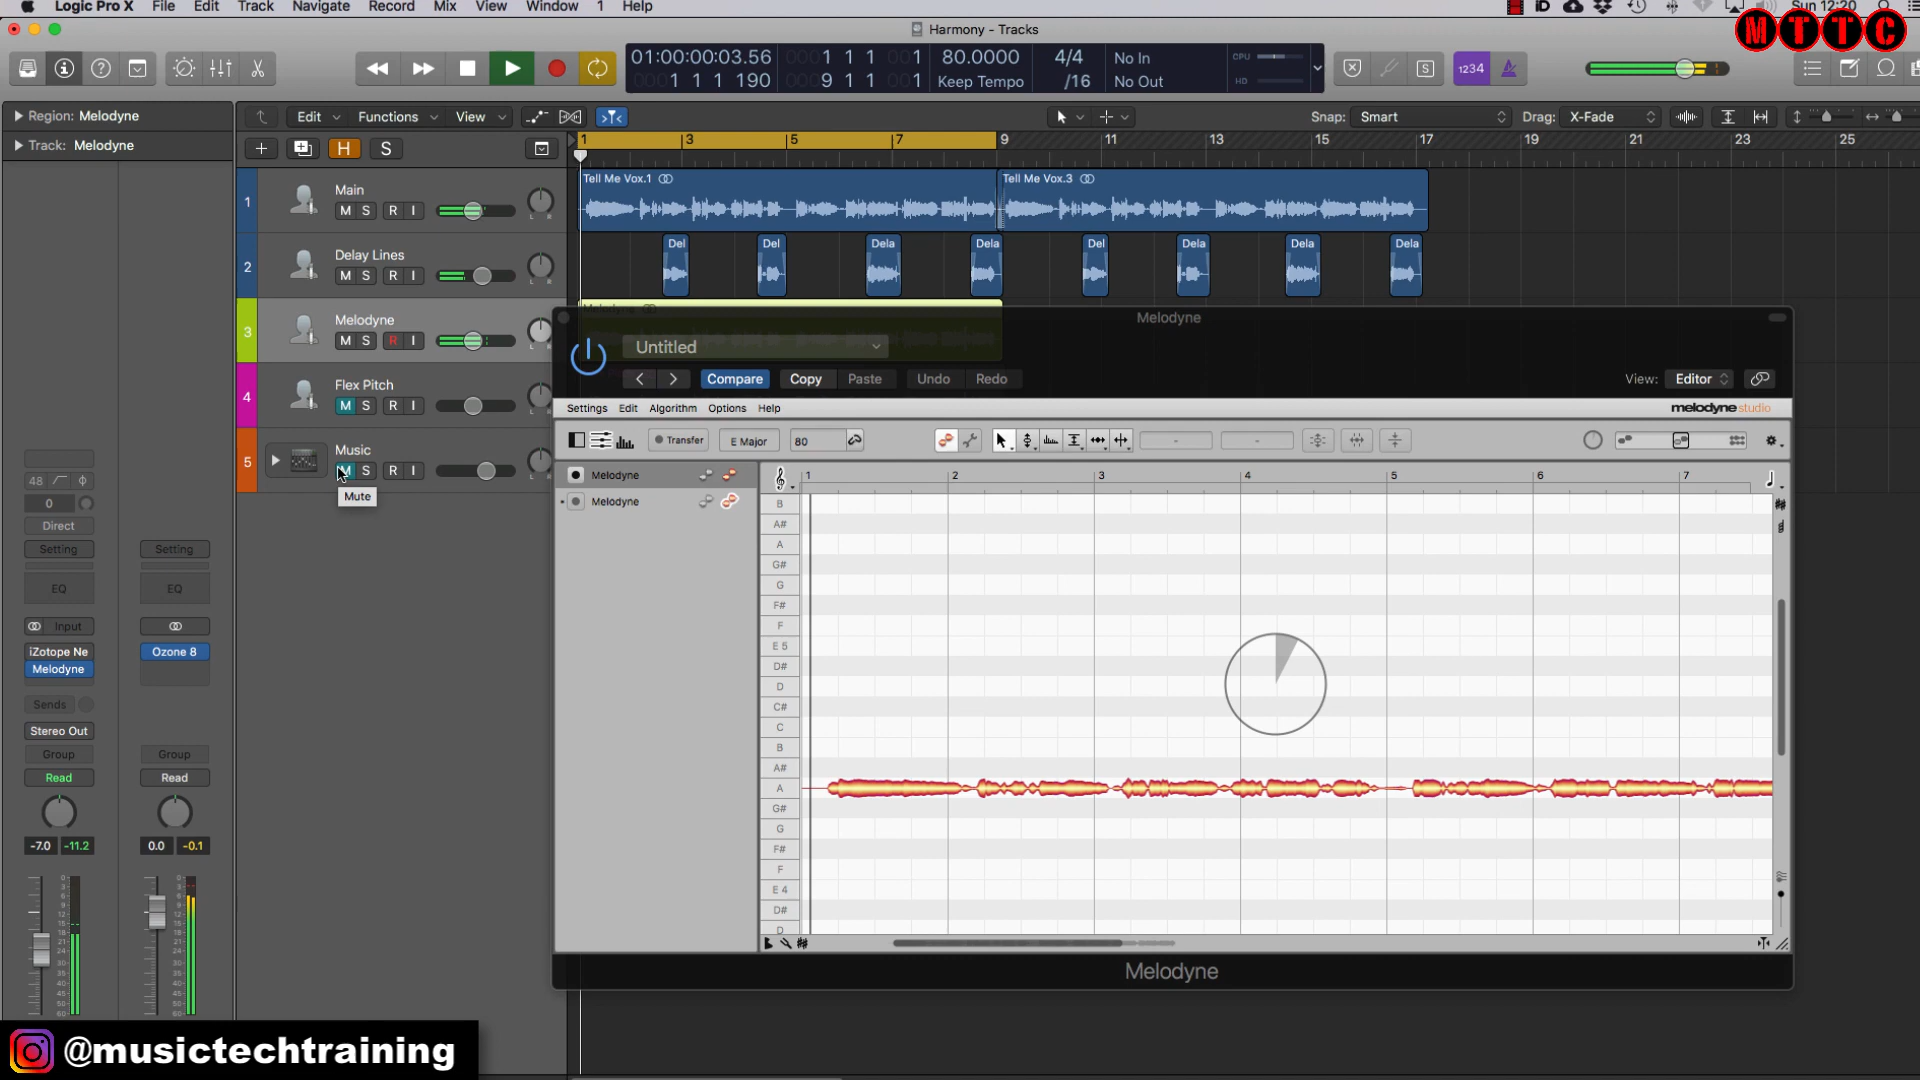 Logic Pro X File Edit Track Navigate Record Mix View Window 1 Help
iD Sun 12:20
MTTC
Harmony - Tracks
01:00:00:03.56 0001 1 1 001 80.0000 4/4 No In CPU
0001 1 1 190 0009 1 1 001 Keep Tempo /16 No Out HD
S 1234
Region: Melodyne Edit Functions View Snap: Smart Drag: X-Fade
Track: Melodyne H S 1 3 5 7 9 11 13 15 17 19 21 23 25
1 Main M S R I L R
Tell Me Vox.1 Tell Me Vox.3
2 Delay Lines M S R I L R
Del Del Dela Dela Del Dela Dela Dela
3 Melodyne M S R I L R
Melodyne
4 Flex Pitch M S R I L R
5 Music M S R I L R
Mute
Melodyne
Untitled
Compare Copy Paste Undo Redo View: Editor
Settings Edit Algorithm Options Help melodyne studio
Transfer E Major 80 - -
Melodyne 1 2 3 4 5 6 7
Melodyne
B
A#
A
G#
G
F#
F
E 5
D#
D
C#
C
B
A#
A
G#
G
F#
F
E 4
D#
D
Melodyne
48
0
Direct
Setting Setting
EQ EQ
Input
iZotope Ne Ozone 8
Melodyne
Sends
Stereo Out
Group Group
Read Read
-7.0 -11.2 0.0 -0.1
@musictechtraining